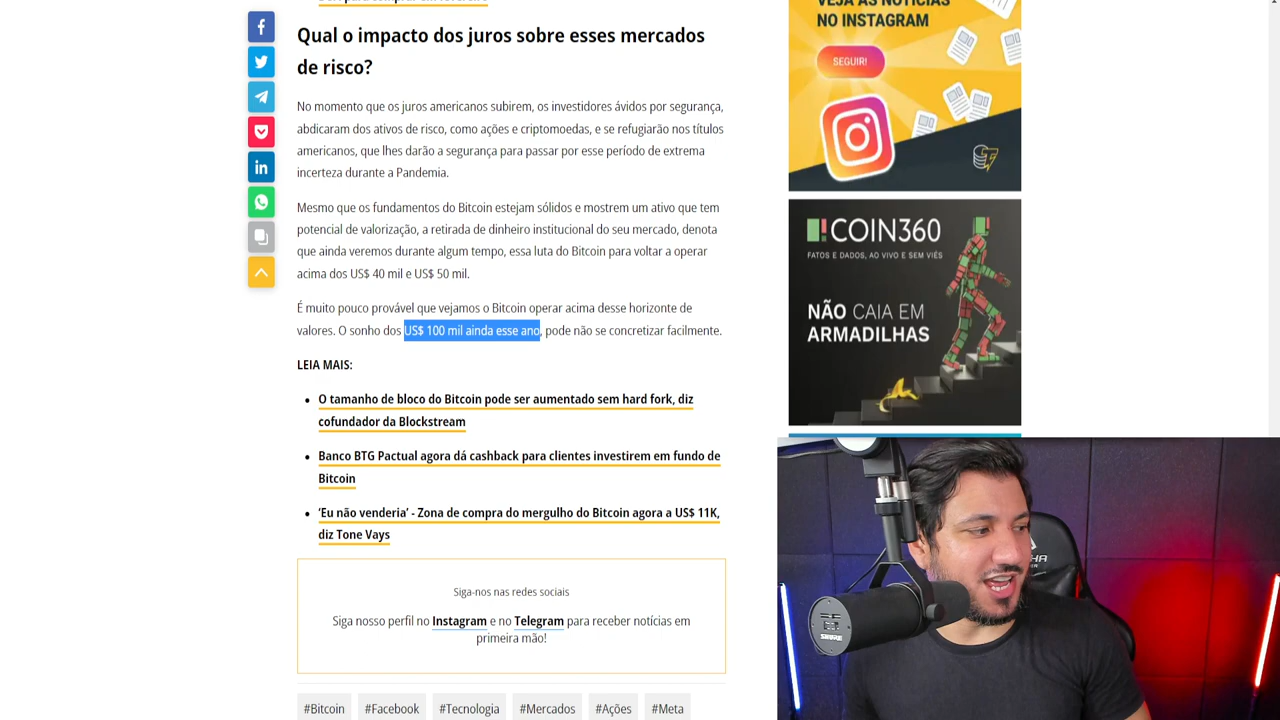 Qual o impacto dos juros sobre esses mercados
de risco?
No momento que os juros americanos subirem, os investidores ávidos por segurança,
abdicaram dos ativos de risco, como ações e criptomoedas, e se refugiarão nos títulos
americanos, que lhes darão a segurança para passar por esse período de extrema
incerteza durante a Pandemia.
Mesmo que os fundamentos do Bitcoin estejam sólidos e mostrem um ativo que tem
potencial de valorização, a retirada de dinheiro institucional do seu mercado, denota
que ainda veremos durante algum tempo, essa luta do Bitcoin para voltar a operar
acima dos US$ 40 mil e US$ 50 mil.
É muito pouco provável que vejamos o Bitcoin operar acima desse horizonte de
valores. O sonho dos US$ 100 mil ainda esse ano, pode não se concretizar facilmente.
LEIA MAIS:
O tamanho de bloco do Bitcoin pode ser aumentado sem hard fork, diz
cofundador da Blockstream
Banco BTG Pactual agora dá cashback para clientes investirem em fundo de
Bitcoin
‘Eu não venderia’ - Zona de compra do mergulho do Bitcoin agora a US$ 11K,
diz Tone Vays
Siga-nos nas redes sociais
Siga nosso perfil no Instagram e no Telegram para receber notícias em
primeira mão!
#Bitcoin #Facebook #Tecnologia #Mercados #Ações #Meta
VEJA AS NOTÍCIAS
NO INSTAGRAM
SEGUIR!
COIN360
FATOS E DADOS, AO VIVO E SEM VIÉS
NÃO CAIA EM
ARMADILHAS
SHURE